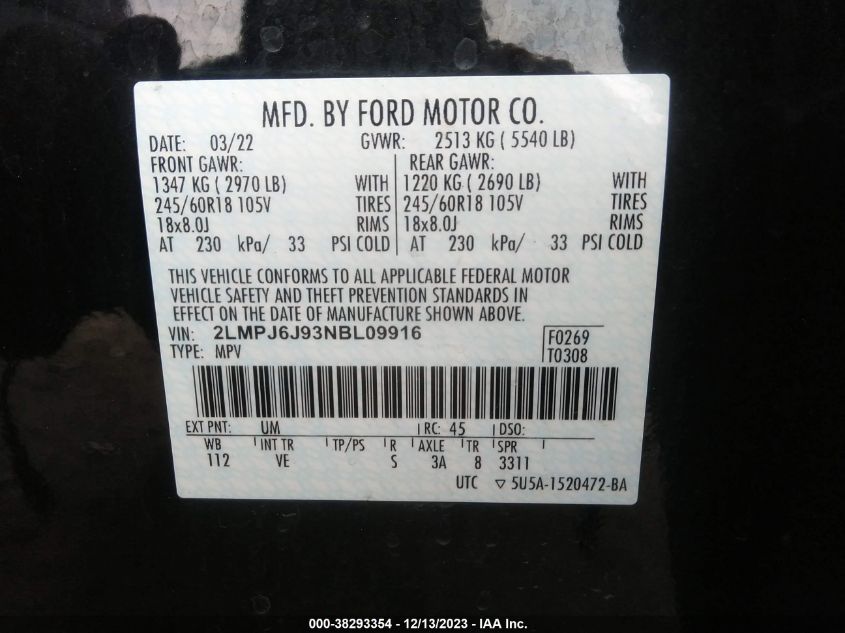 MFD. BY FORD MOTOR CO.
DATE: 03/22 GVWR: 2513 KG ( 5540 LB)
FRONT GAWR: REAR GAWR:
1347 KG ( 2970 LB) WITH 1220 KG ( 2690 LB) WITH
245/60R18 105V TIRES 245/60R18 105V TIRES
18x8.0J RIMS 18x8.0J RIMS
AT 230 kPa/ 33 PSI COLD AT 230 kPa/ 33 PSI COLD
THIS VEHICLE CONFORMS TO ALL APPLICABLE FEDERAL MOTOR
VEHICLE SAFETY AND THEFT PREVENTION STANDARDS IN
EFFECT ON THE DATE OF MANUFACTURE SHOWN ABOVE.
VIN: 2LMPJ6J93NBL09916 F0269
TYPE: MPV T0308
EXT PNT: UM RC: 45 DSO:
WB INT TR TP/PS R AXLE TR SPR
112 VE S 3A 8 3311
UTC ▽ 5U5A-1520472-BA
000-38293354 - 12/13/2023 - IAA Inc.